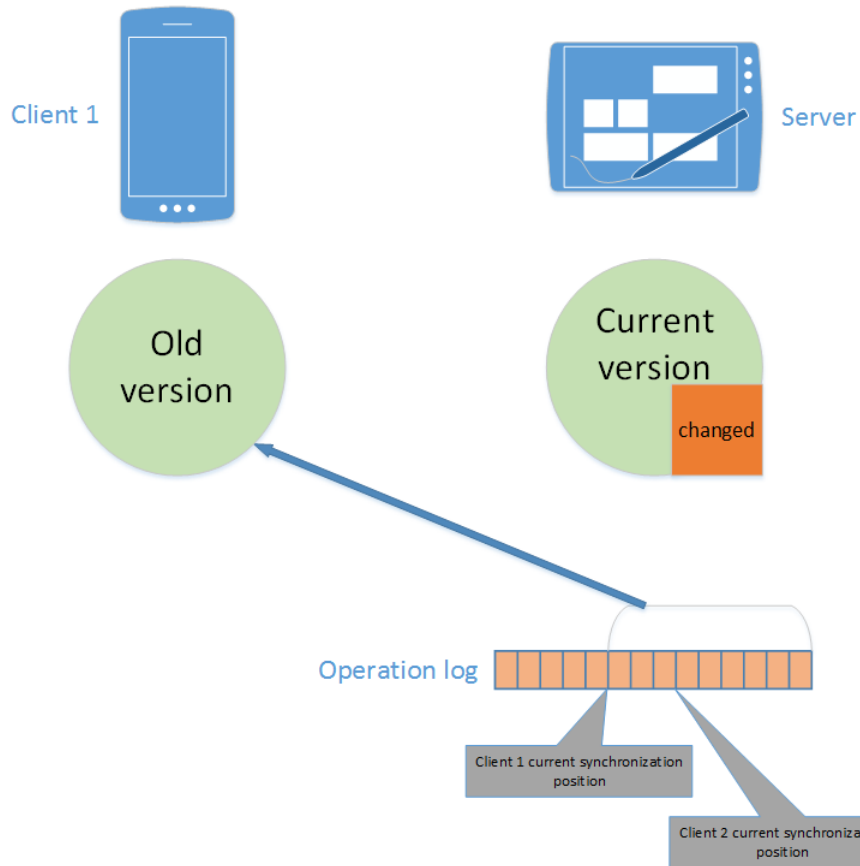 Client 1
Server
Old
version
Current
version
changed
Operation log
Client 1 current synchronization
position
Client 2 current
position